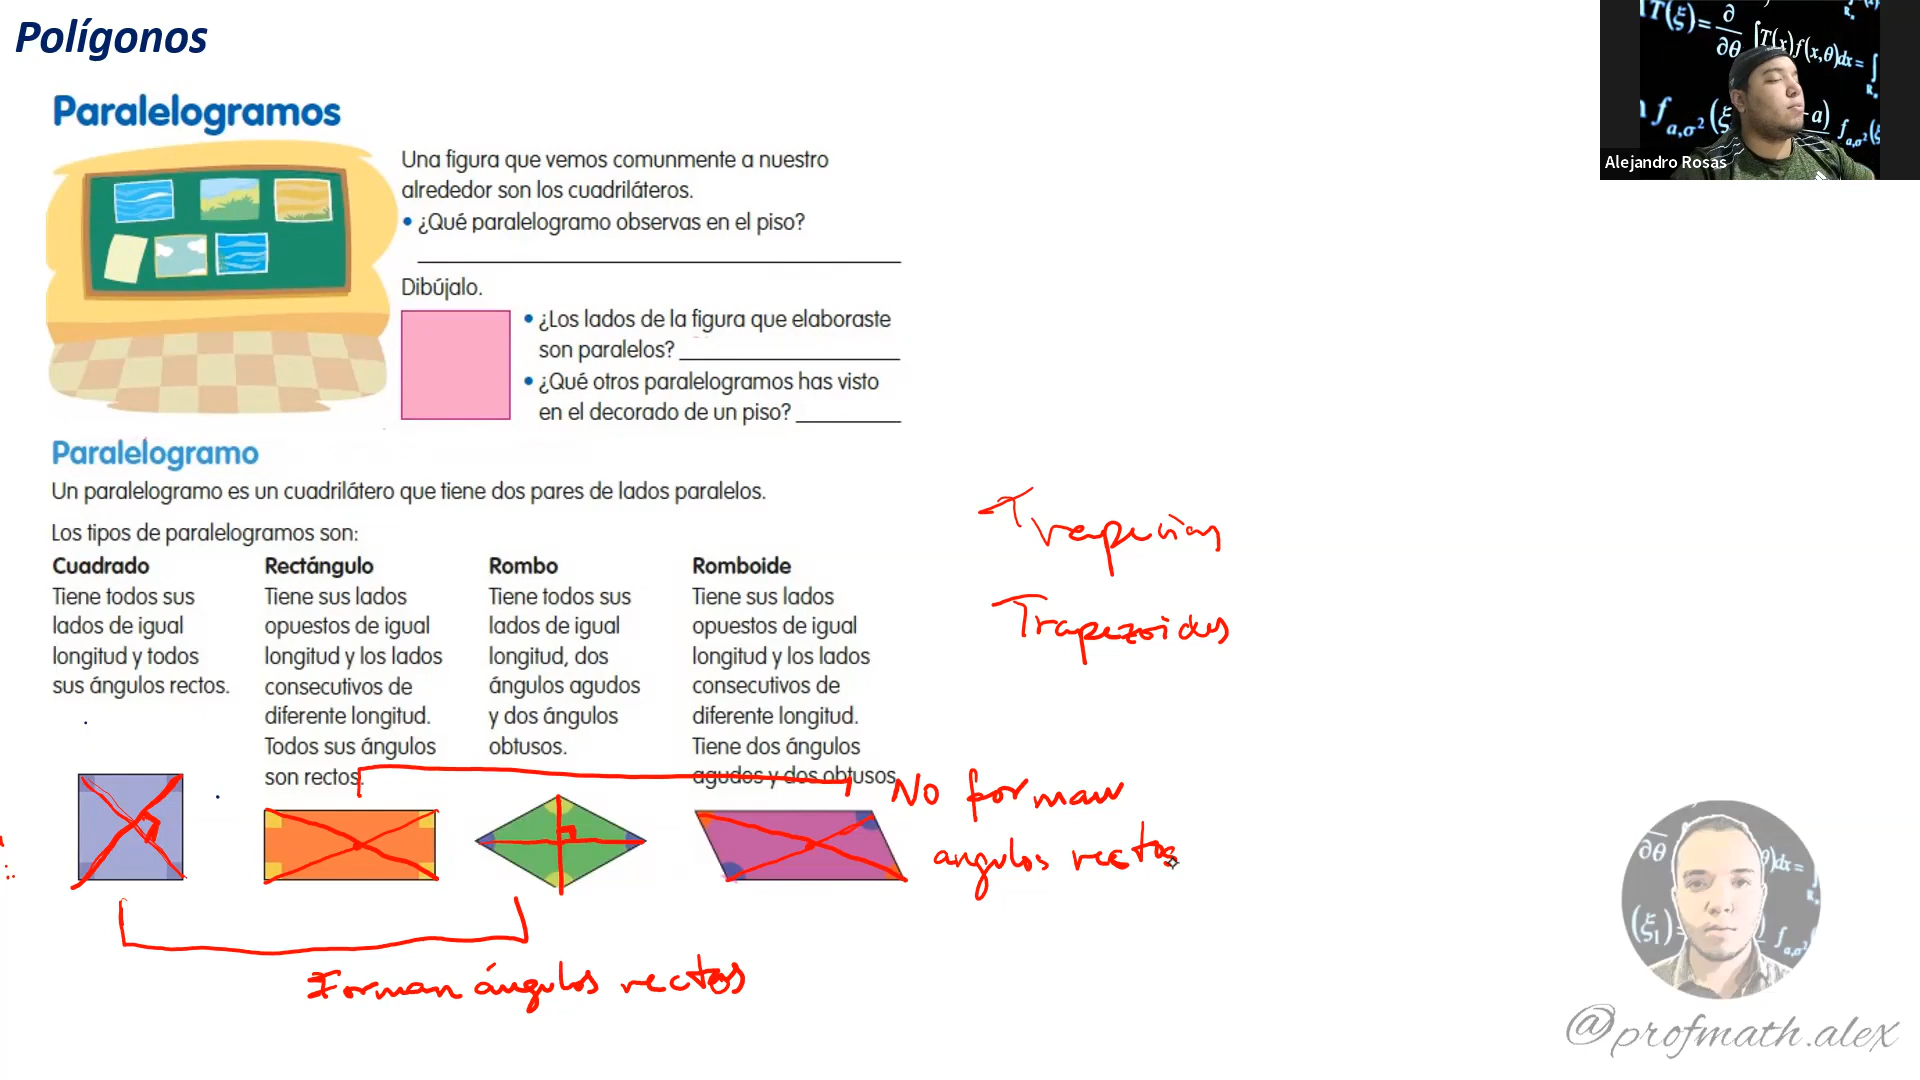 Polígonos
Paralelogramos
Una figura que vemos comunmente a nuestro
alrededor son los cuadriláteros.
• ¿Qué paralelogramo observas en el piso?
Dibújalo.
• ¿Los lados de la figura que elaboraste
son paralelos?
• ¿Qué otros paralelogramos has visto
en el decorado de un piso?
Paralelogramo
Un paralelogramo es un cuadrilátero que tiene dos pares de lados paralelos.
Los tipos de paralelogramos son:
Cuadrado
Tiene todos sus
lados de igual
longitud y todos
sus ángulos rectos.
Rectángulo
Tiene sus lados
opuestos de igual
longitud y los lados
consecutivos de
diferente longitud.
Todos sus ángulos
son rectos.
Rombo
Tiene todos sus
lados de igual
longitud, dos
ángulos agudos
y dos ángulos
obtusos.
Romboide
Tiene sus lados
opuestos de igual
longitud y los lados
consecutivos de
diferente longitud.
Tiene dos ángulos
agudos y dos obtusos
Trapecios
Trapezoides
No forman
angulos rectos
Forman ángulos rectos
Alejandro Rosas
@profmath.alex